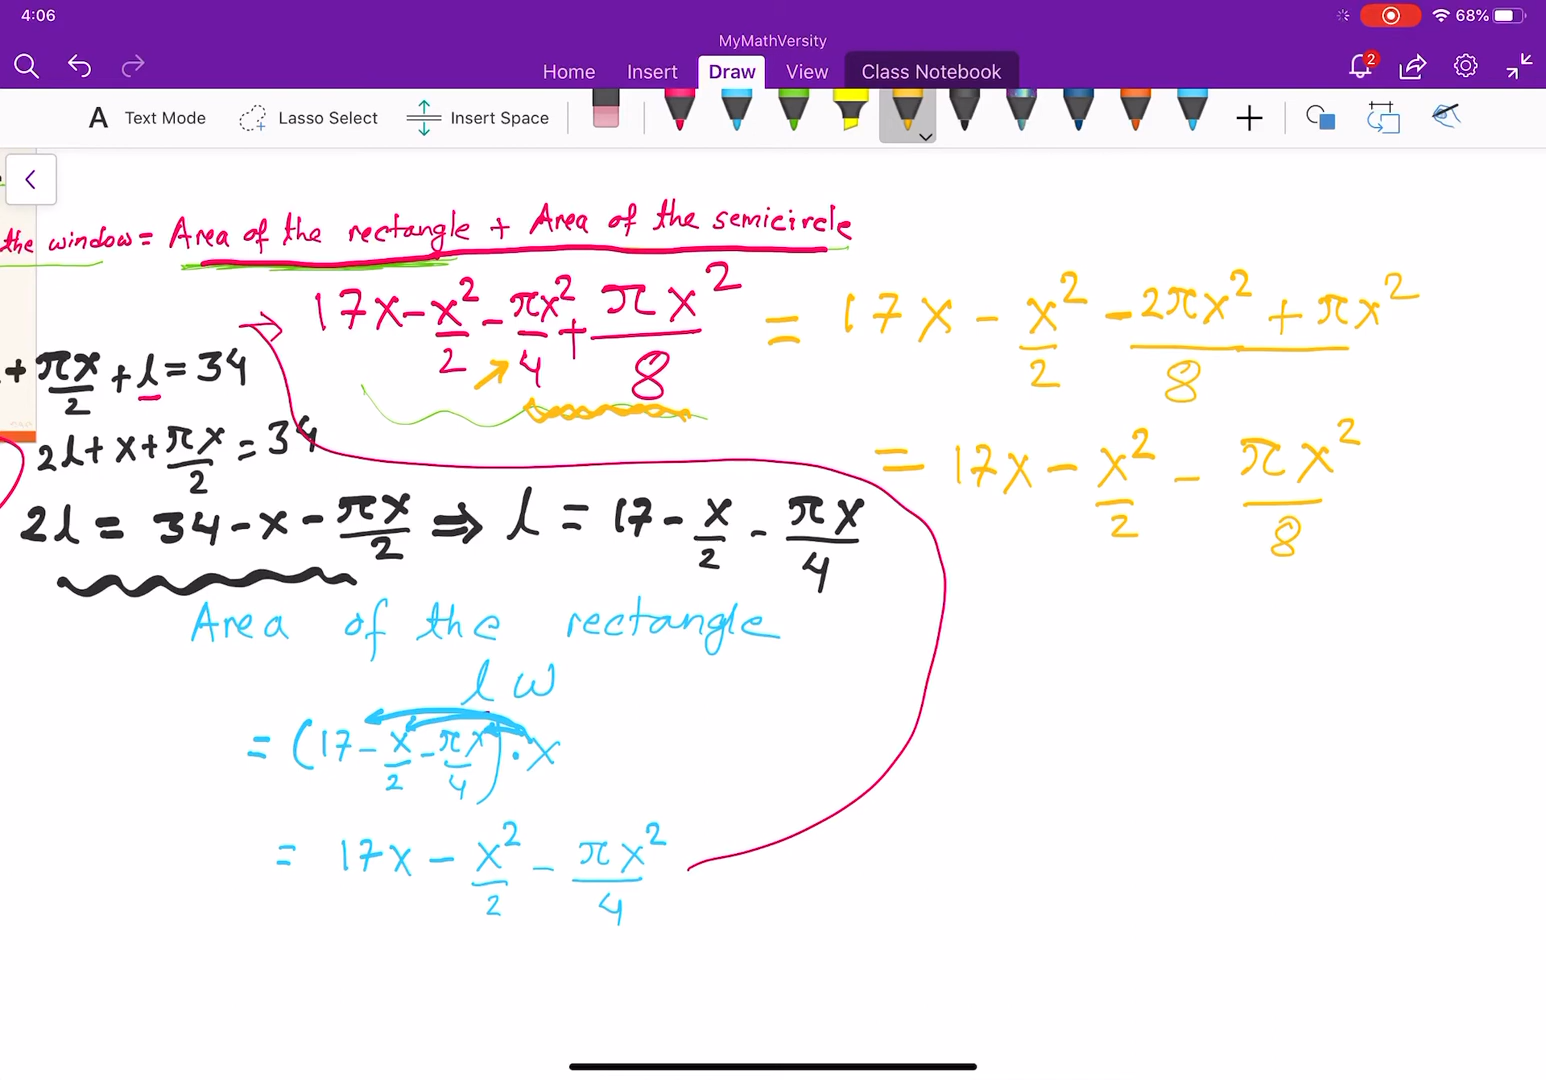 4:06
68%
MyMathVersity
Home Insert Draw View Class Notebook
2
A Text Mode Lasso Select Insert Space
the window = Area of the rectangle + Area of the semicircle
⇒ 17x - x²/2 - πx²/4 + πx²/8 = 17x - x²/2 - 2πx² + πx²/8
+ πx/2 + l = 34
2l + x + πx/2 = 34
= 17x - x²/2 - πx²/8
2l = 34 - x - πx/2 ⇒ l = 17 - x/2 - πx/4
Area of the rectangle
l w
= (17 - x/2 - πx/4) · x
= 17x - x²/2 - πx²/4